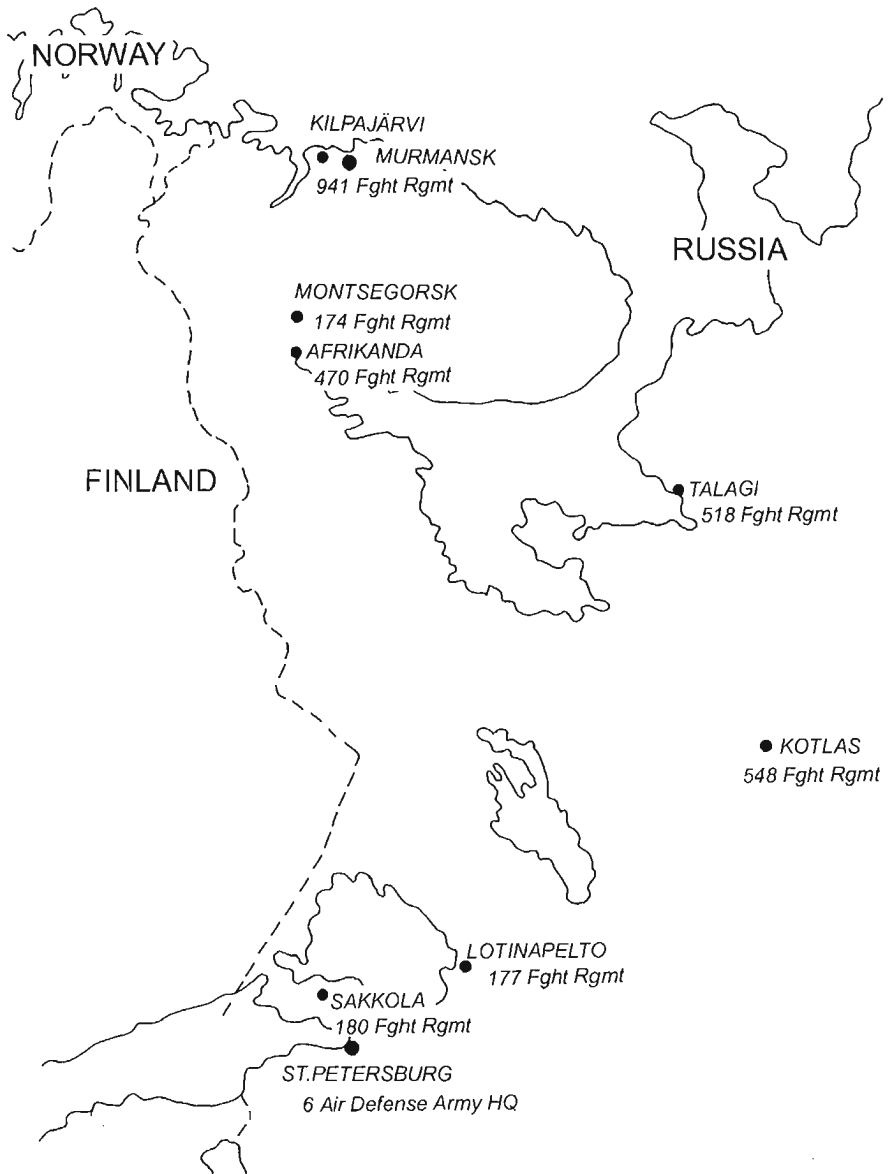 NORWAY
KILPAJÄRVI
MURMANSK
941 Fght Rgmt
RUSSIA
MONTSEGORSK
174 Fght Rgmt
AFRIKANDA
470 Fght Rgmt
FINLAND
TALAGI
518 Fght Rgmt
KOTLAS
548 Fght Rgmt
LOTINAPELTO
177 Fght Rgmt
SAKKOLA
180 Fght Rgmt
ST.PETERSBURG
6 Air Defense Army HQ